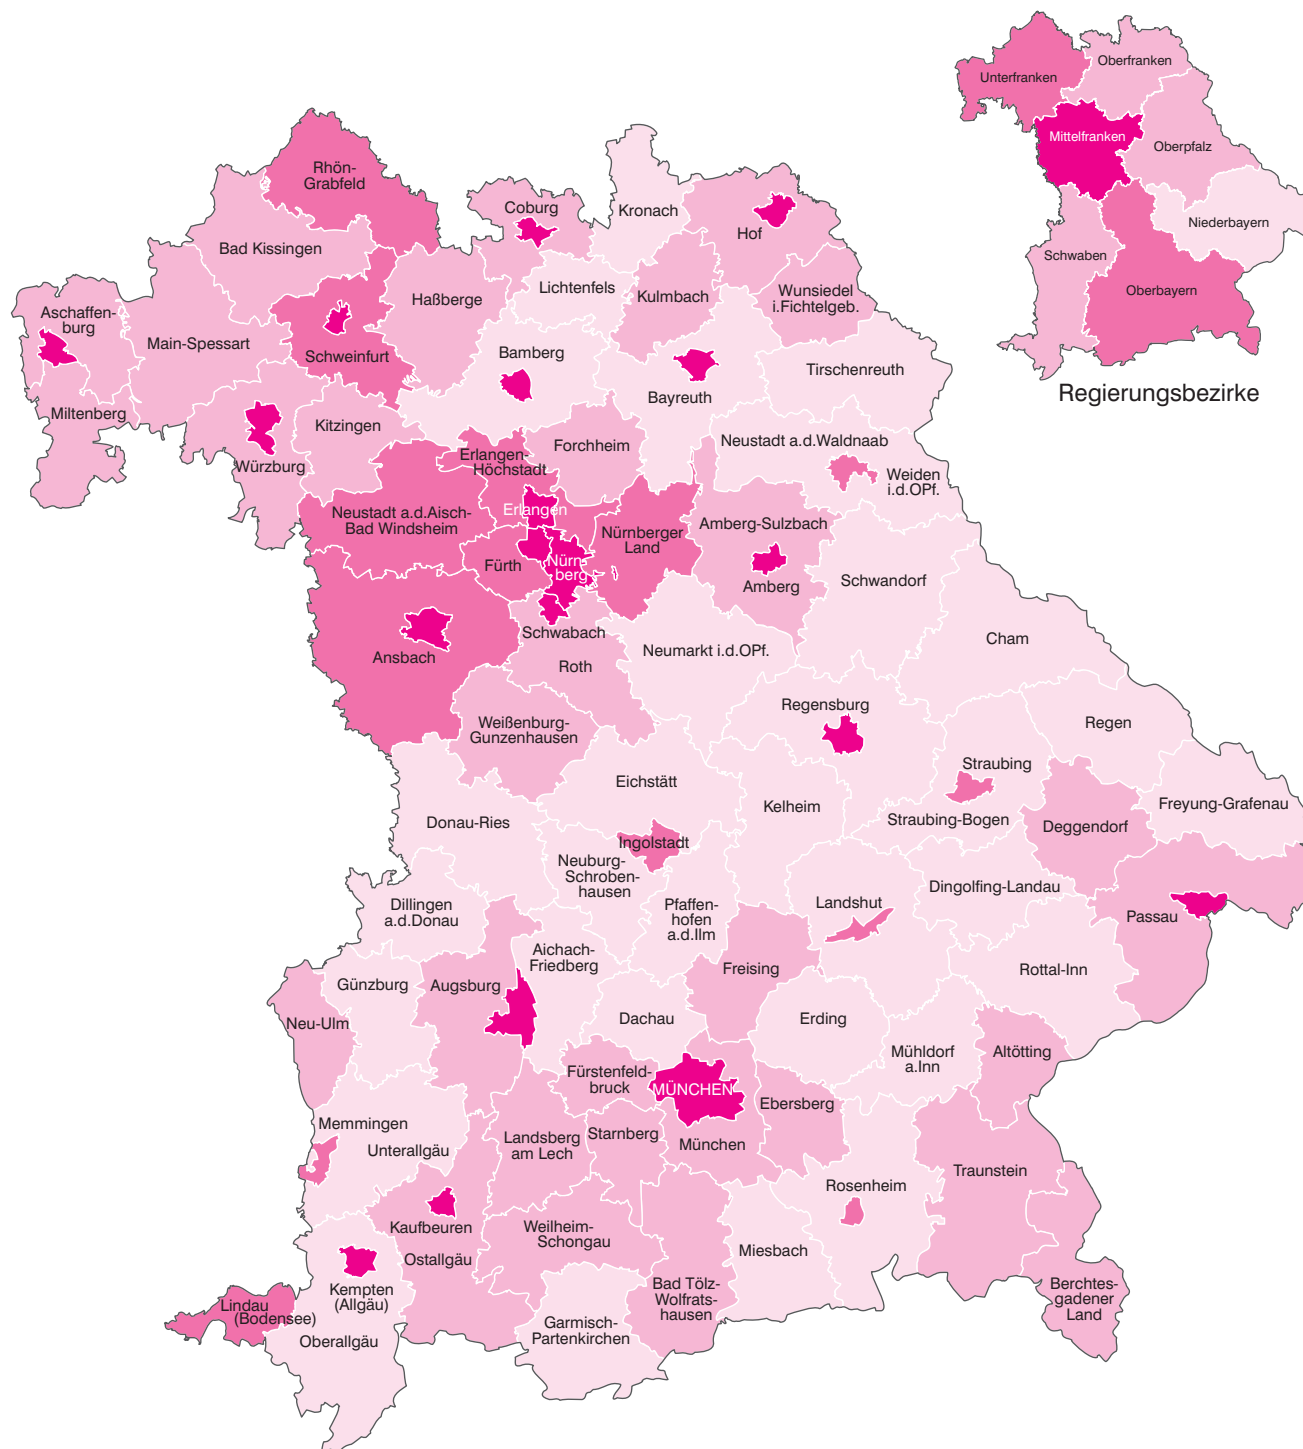 Unterfranken
Oberfranken
Mittelfranken
Oberpfalz
Niederbayern
Schwaben
Oberbayern
Regierungsbezirke
Rhön-
Grabfeld
Coburg
Kronach
Hof
Bad Kissingen
Lichtenfels
Haßberge
Kulmbach
Wunsiedel
i.Fichtelgeb.
Aschaffen-
burg
Main-Spessart
Schweinfurt
Bamberg
Bayreuth
Tirschenreuth
Miltenberg
Kitzingen
Würzburg
Forchheim
Erlangen-
Höchstadt
Neustadt a.d.Waldnaab
Weiden
i.d.OPf.
Neustadt a.d.Aisch-
Bad Windsheim
Erlangen
Nürnberger
Land
Amberg-Sulzbach
Fürth
Nürn-
berg
Amberg
Schwandorf
Schwabach
Ansbach
Roth
Neumarkt i.d.OPf.
Cham
Regensburg
Weißenburg-
Gunzenhausen
Regen
Straubing
Eichstätt
Kelheim
Freyung-Grafenau
Donau-Ries
Straubing-Bogen
Deggendorf
Ingolstadt
Neuburg-
Schroben-
hausen
Dingolfing-Landau
Dillingen
a.d.Donau
Pfaffen-
hofen
a.d.Ilm
Landshut
Passau
Aichach-
Friedberg
Freising
Rottal-Inn
Günzburg
Augsburg
Neu-Ulm
Dachau
Erding
Mühldorf
a.Inn
Altötting
Fürstenfeld-
bruck
MÜNCHEN
Ebersberg
Memmingen
Unterallgäu
Landsberg
am Lech
Starnberg
München
Traunstein
Rosenheim
Kaufbeuren
Weilheim-
Schongau
Miesbach
Ostallgäu
Kempten
(Allgäu)
Bad Tölz-
Wolfrats-
hausen
Berchtes-
gadener
Land
Lindau
(Bodensee)
Garmisch-
Partenkirchen
Oberallgäu